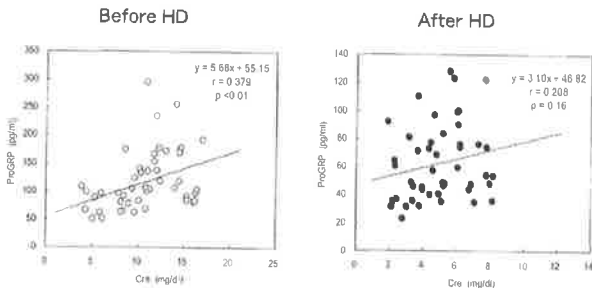 Before HD
350
300
250
200
150
100
50
0
0
5
10
15
20
25
ProGRP (pg/ml)
Cre (mg/dl)
y = 5.68x + 55.15
r = 0.379
p <0.01
After HD
140
120
100
80
60
40
20
0
0
2
4
6
8
10
12
14
ProGRP (pg/ml)
Cre (mg/dl)
y = 3.10x + 46.82
r = 0.208
p = 0.16